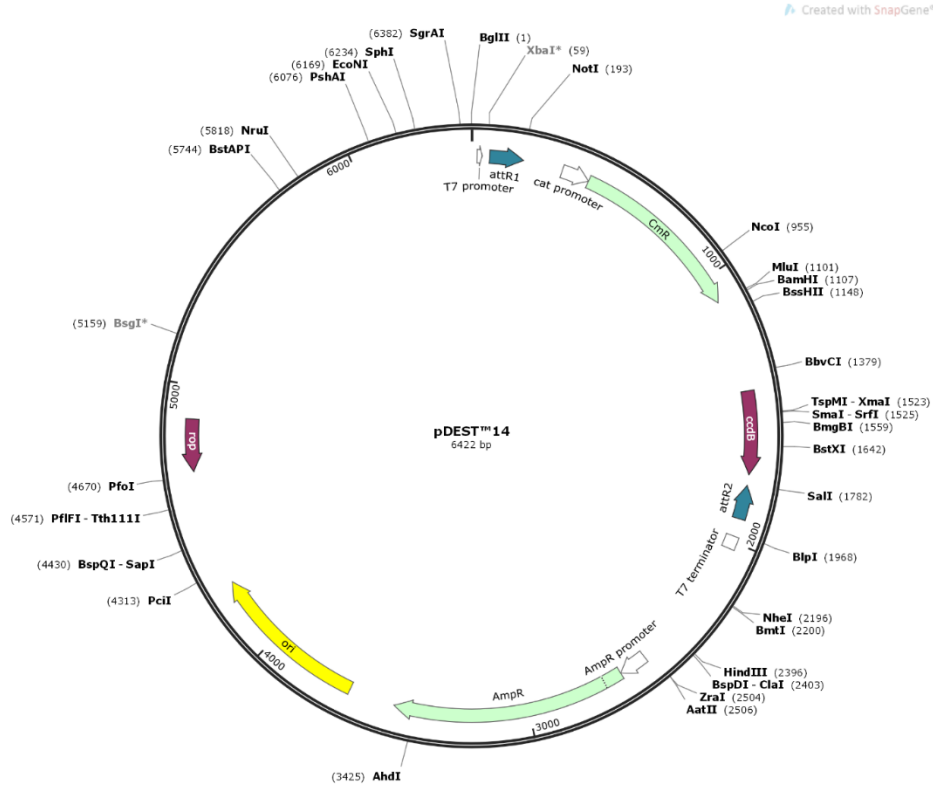 Created with SnapGene®
(6382) SgrAI
BglII (1)
XbaI* (59)
NotI (193)
(6234) SphI
(6169) EcoNI
(6076) PshAI
(5818) NruI
(5744) BstAPI
6000
T7 promoter
attR1
cat promoter
CmR
NcoI (955)
1000
MluI (1101)
BamHI (1107)
BssHII (1148)
(5159) BsgI*
BbvCI (1379)
5000
TspMI - XmaI (1523)
SmaI - SrfI (1525)
BmgBI (1559)
BstXI (1642)
ccdB
rop
pDEST™14
6422 bp
(4670) PfoI
SalI (1782)
attR2
(4571) PflFI - Tth111I
2000
BlpI (1968)
T7 terminator
(4430) BspQI - SapI
(4313) PciI
NheI (2196)
BmtI (2200)
ori
4000
AmpR promoter
HindIII (2396)
BspDI - ClaI (2403)
ZraI (2504)
AatII (2506)
AmpR
3000
(3425) AhdI